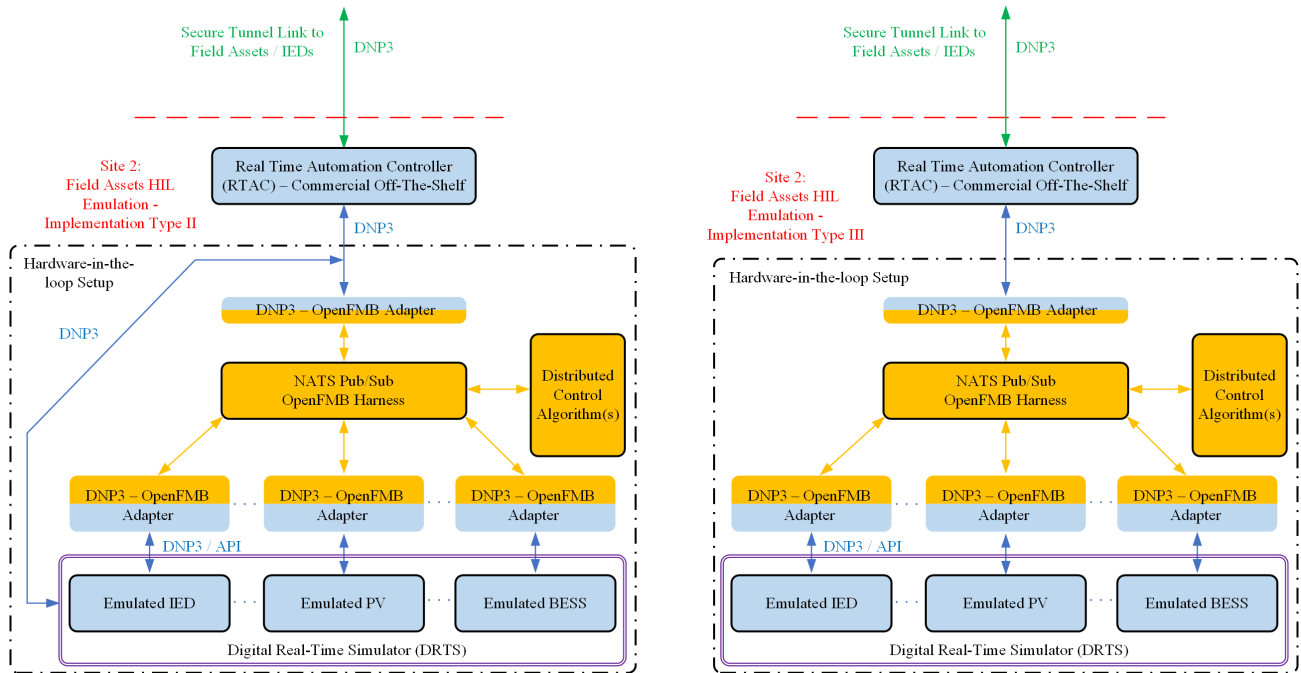 Secure Tunnel Link to
Field Assets / IEDs
DNP3
Real Time Automation Controller
(RTAC) – Commercial Off-The-Shelf
Site 2:
Field Assets HIL
Emulation -
Implementation Type II
DNP3
Hardware-in-the-
loop Setup
DNP3
DNP3 – OpenFMB Adapter
NATS Pub/Sub
OpenFMB Harness
Distributed
Control
Algorithm(s)
DNP3 – OpenFMB
Adapter
DNP3 – OpenFMB
Adapter
DNP3 – OpenFMB
Adapter
DNP3 / API
Emulated IED
Emulated PV
Emulated BESS
Digital Real-Time Simulator (DRTS)
Secure Tunnel Link to
Field Assets / IEDs
DNP3
Real Time Automation Controller
(RTAC) – Commercial Off-The-Shelf
Site 2:
Field Assets HIL
Emulation -
Implementation Type III
DNP3
Hardware-in-the-loop Setup
DNP3 – OpenFMB Adapter
NATS Pub/Sub
OpenFMB Harness
Distributed
Control
Algorithm(s)
DNP3 – OpenFMB
Adapter
DNP3 – OpenFMB
Adapter
DNP3 – OpenFMB
Adapter
DNP3 / API
Emulated IED
Emulated PV
Emulated BESS
Digital Real-Time Simulator (DRTS)